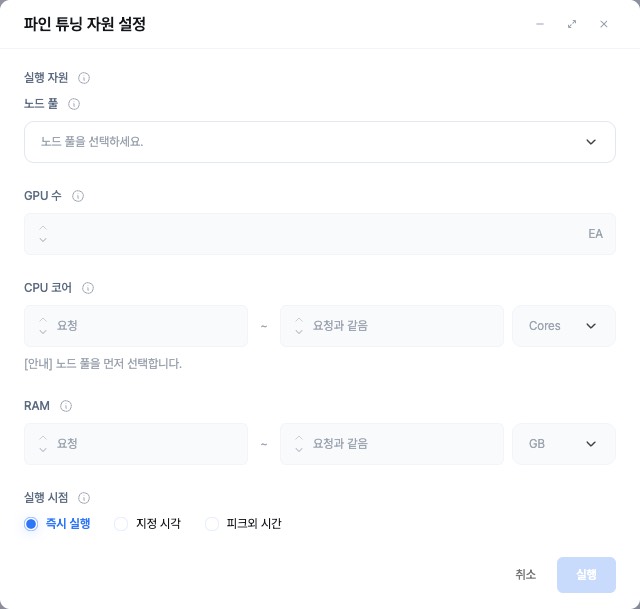 파인 튜닝 자원 설정
실행 자원
노드 풀
노드 풀을 선택하세요.
GPU 수
EA
CPU 코어
요청 ~ 요청과 같음 Cores
[안내] 노드 풀을 먼저 선택합니다.
RAM
요청 ~ 요청과 같음 GB
실행 시점
즉시 실행 지정 시각 피크외 시간
취소 실행